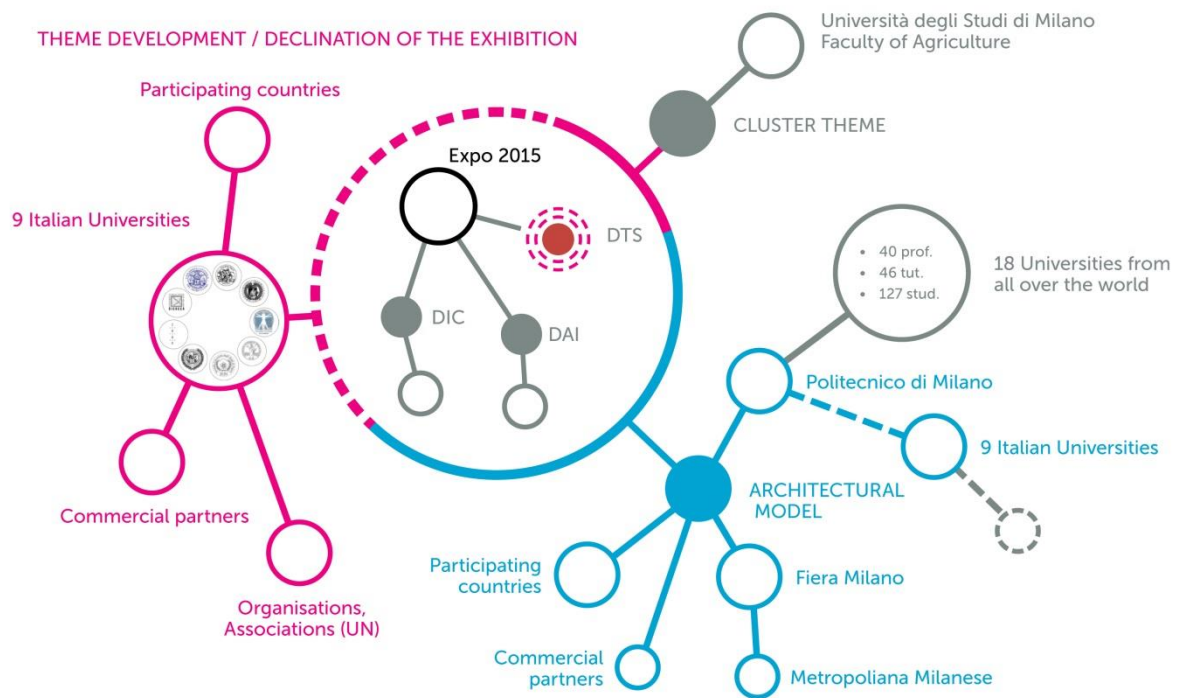 THEME DEVELOPMENT / DECLINATION OF THE EXHIBITION
Università degli Studi di Milano
Faculty of Agriculture
Participating countries
CLUSTER THEME
Expo 2015
9 Italian Universities
DTS
• 40 prof.
• 46 tut.
• 127 stud.
18 Universities from
all over the world
DIC
DAI
Politecnico di Milano
9 Italian Universities
Commercial partners
ARCHITECTURAL
MODEL
Participating
countries
Fiera Milano
Organisations,
Associations (UN)
Commercial
partners
Metropoliana Milanese